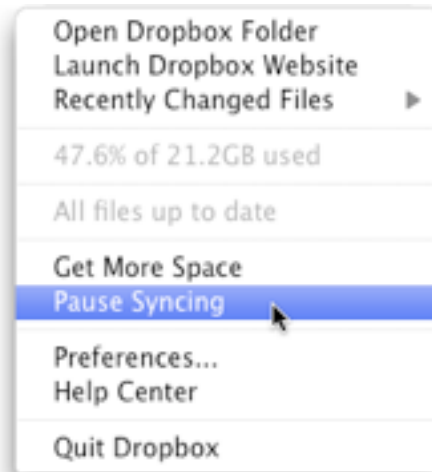 Open Dropbox Folder
Launch Dropbox Website
Recently Changed Files
47.6% of 21.2GB used
All files up to date
Get More Space
Pause Syncing
Preferences...
Help Center
Quit Dropbox